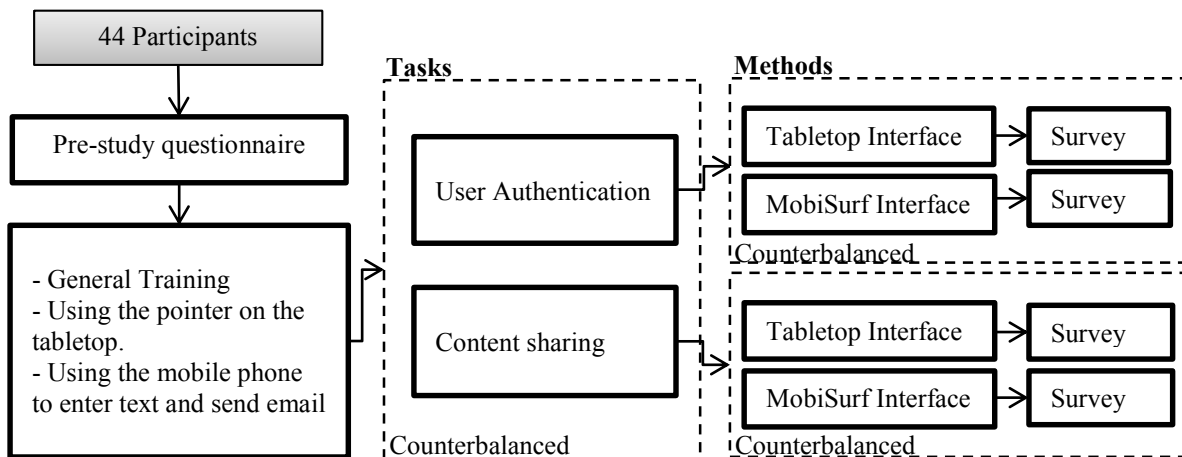 44 Participants
Pre-study questionnaire
- General Training
- Using the pointer on the
tabletop.
- Using the mobile phone
to enter text and send email
Tasks
User Authentication
Content sharing
Counterbalanced
Methods
Tabletop Interface
Survey
MobiSurf Interface
Survey
Counterbalanced
Tabletop Interface
Survey
MobiSurf Interface
Survey
Counterbalanced